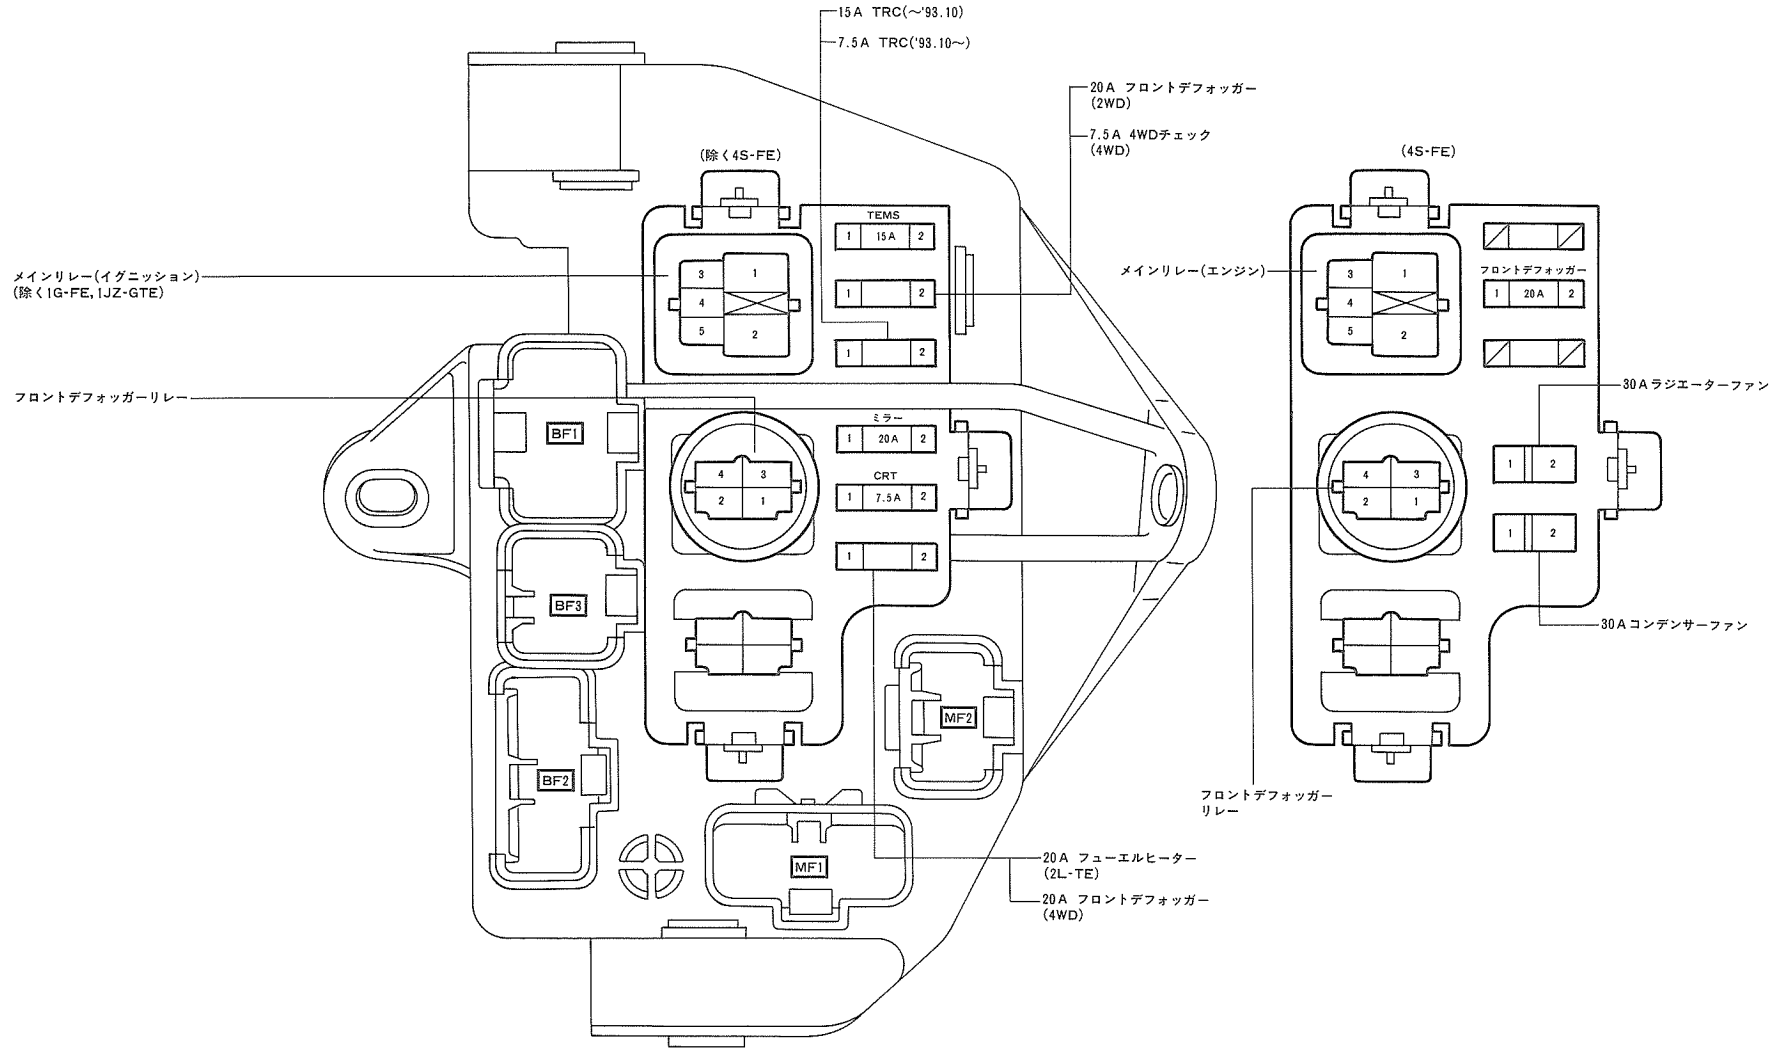 15A TRC(〜'93.10)
7.5A TRC('93.10〜)
20A フロントデフォッガー
(2WD)
7.5A 4WDチェック
(4WD)
(除く4S-FE)
TEMS
1 15A 2
1 2
1 2
メインリレー(イグニッション)
(除く1G-FE,1JZ-GTE)
3 1
4
5 2
フロントデフォッガーリレー
BF1
ミラー
1 20A 2
CRT
1 7.5A 2
1 2
4 3
2 1
BF3
BF2
MF2
MF1
20A フューエルヒーター
(2L-TE)
20A フロントデフォッガー
(4WD)
(4S-FE)
メインリレー(エンジン)
3 1
4
5 2
フロントデフォッガー
1 20A 2
30Aラジエーターファン
4 3
2 1
1 2
1 2
30Aコンデンサーファン
フロントデフォッガー
リレー